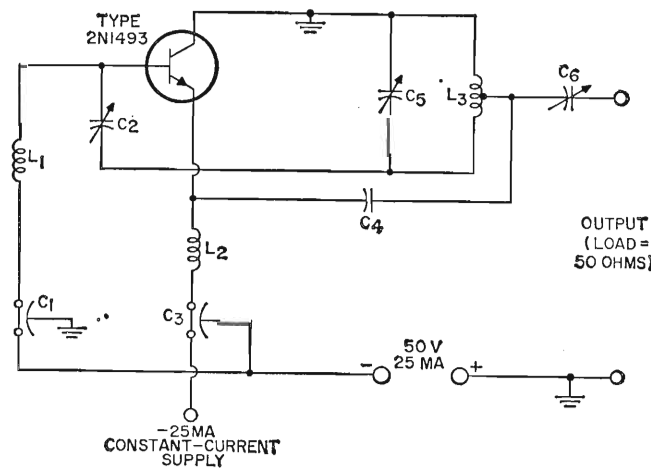 TYPE
2N1493
C2
C5
L3
C6
L1
C4
L2
OUTPUT
(LOAD=
50 OHMS)
C1
C3
50 V
25 MA
-
+
-25MA
CONSTANT-CURRENT
SUPPLY